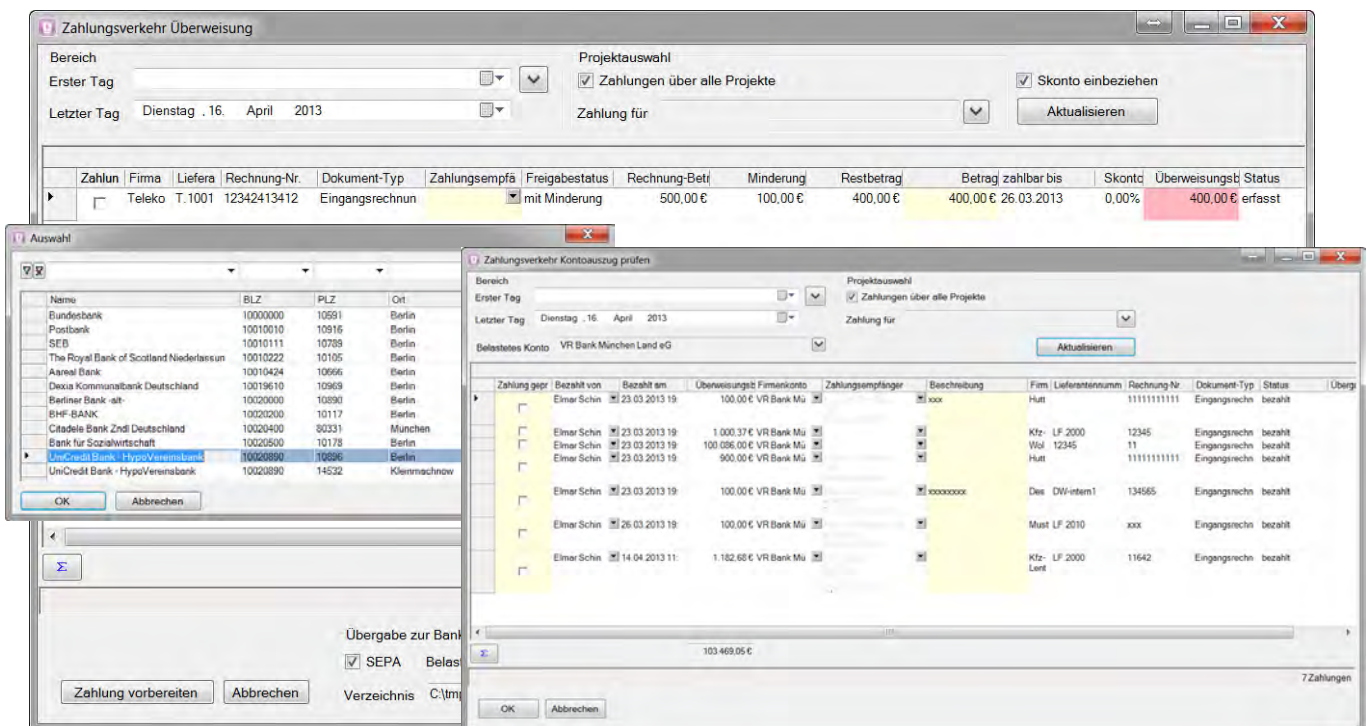 Zahlungsverkehr Überweisung
Bereich
Projektauswahl
Erster Tag
Zahlungen über alle Projekte
Skonto einbeziehen
Letzter Tag Dienstag , 16. April 2013
Zahlung für
Aktualisieren
Zahlun Firma Liefera Rechnung-Nr. Dokument-Typ Zahlungsempfä Freigabestatus Rechnung-Betr Minderung Restbetrag Betrag zahlbar bis Skonto Überweisungsb Status
Teleko T.1001 12342413412 Eingangsrechnun mit Minderung 500,00 € 100,00 € 400,00 € 400,00 € 26.03.2013 0,00% 400,00 € erfasst
Auswahl
Name BLZ PLZ Ort
Bundesbank 10000000 10591 Berlin
Postbank 10010010 10916 Berlin
SEB 10010111 10789 Berlin
The Royal Bank of Scotland Niederlassun 10010222 10105 Berlin
Aareal Bank 10010424 10666 Berlin
Dexia Kommunalbank Deutschland 10019610 10969 Berlin
Berliner Bank -alt- 10020000 10890 Berlin
BHF-BANK 10020200 10117 Berlin
Citadele Bank Zndl Deutschland 10020400 80331 München
Bank für Sozialwirtschaft 10020500 10178 Berlin
UniCredit Bank - HypoVereinsbank 10020890 10896 Berlin
UniCredit Bank - HypoVereinsbank 10020890 14532 Kleinmachnow
OK Abbrechen
Zahlungsverkehr Kontoauszug prüfen
Bereich
Projektauswahl
Erster Tag
Zahlungen über alle Projekte
Letzter Tag Dienstag , 16. April 2013
Zahlung für
Belastetes Konto VR Bank München Land eG
Aktualisieren
Zahlung gepr Bezahlt von Bezahlt am Überweisungsb Firmenkonto Zahlungsempfänger Beschreibung Firm Lieferantennumm Rechnung-Nr. Dokument-Typ Status Überge
Elmar Schin 23.03.2013 19: 100,00 € VR Bank Mü xxx Hutt 11111111111 Eingangsrechn bezahlt
Elmar Schin 23.03.2013 19: 1.000,37 € VR Bank Mü Kfz- LF 2000 12345 Eingangsrechn bezahlt
Elmar Schin 23.03.2013 19: 100.086,00 € VR Bank Mü Wol 12345 11 Eingangsrechn bezahlt
Elmar Schin 23.03.2013 19: 900,00 € VR Bank Mü Hutt 11111111111 Eingangsrechn bezahlt
Elmar Schin 23.03.2013 19: 100,00 € VR Bank Mü xxxxxxxxx Des DW-intern1 134565 Eingangsrechn bezahlt
Elmar Schin 26.03.2013 19: 100,00 € VR Bank Mü Must LF 2010 xxx Eingangsrechn bezahlt
Elmar Schin 14.04.2013 11: 1.182,68 € VR Bank Mü Kfz- LF 2000 11642 Eingangsrechn bezahlt
Lent
Σ 103.469,05 €
7 Zahlungen
OK Abbrechen
Σ
Übergabe zur Bank
SEPA Belast
Zahlung vorbereiten Abbrechen Verzeichnis C:\tmp